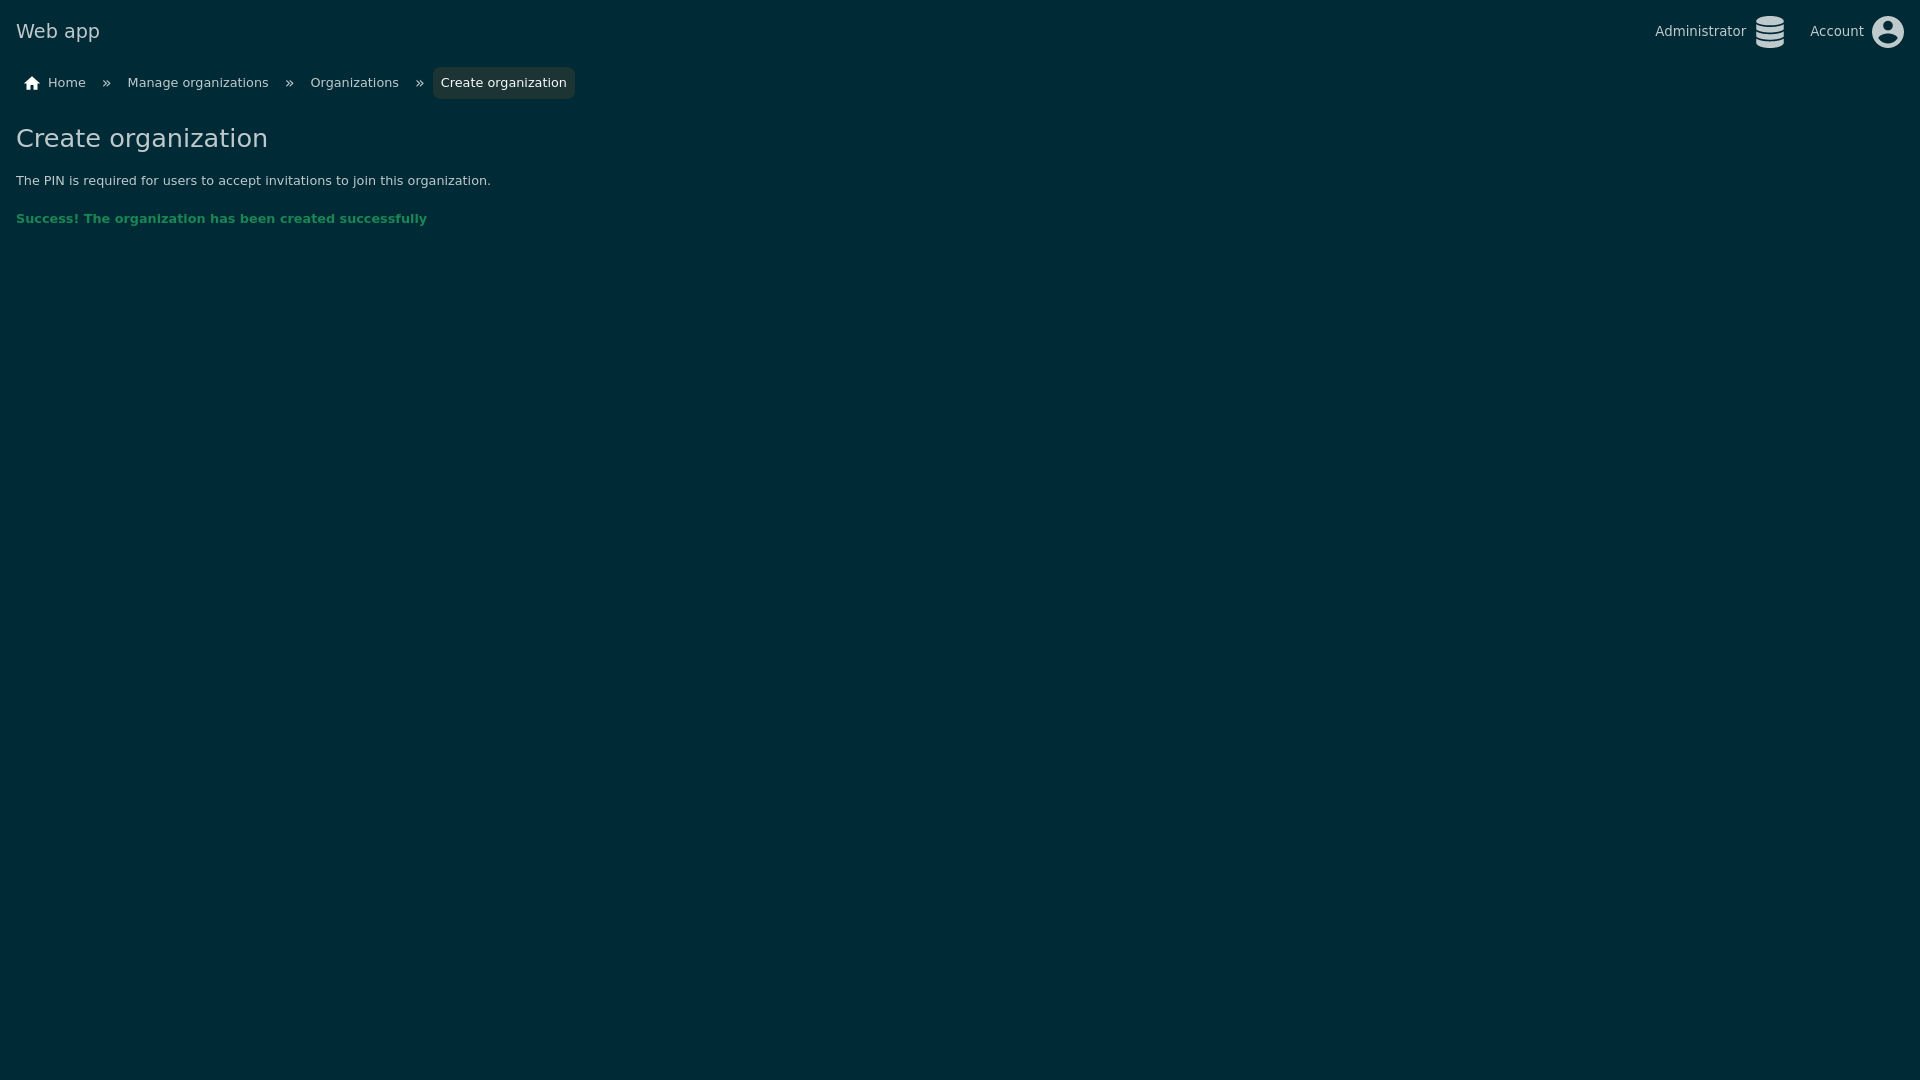 Web app
Administrator
Account
Home » Manage organizations » Organizations » Create organization
Create organization
The PIN is required for users to accept invitations to join this organization.
Success! The organization has been created successfully